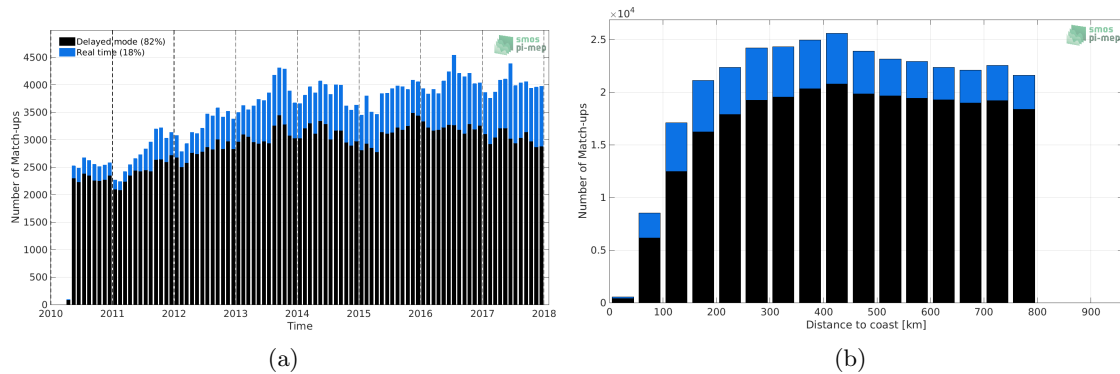 Delayed mode (82%)
Real time (18%)
smos
pi-mep
Number of Match-ups
4500
4000
3500
3000
2500
2000
1500
1000
500
0
2010 2011 2012 2013 2014 2015 2016 2017 2018
Time
(a)
×10⁴
smos
pi-mep
Number of Match-ups
2.5
2
1.5
1
0.5
0
0 100 200 300 400 500 600 700 800 900
Distance to coast [km]
(b)